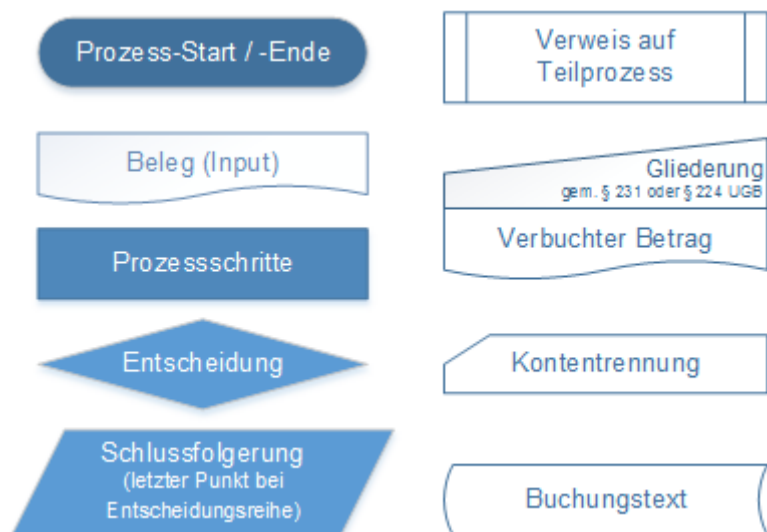 Prozess-Start / -Ende
Beleg (Input)
Prozessschritte
Entscheidung
Schlussfolgerung
(letzter Punkt bei
Entscheidungsreihe)
Verweis auf
Teilprozess
Gliederung
gem. § 231 oder § 224 UGB
Verbuchter Betrag
Kontentrennung
Buchungstext